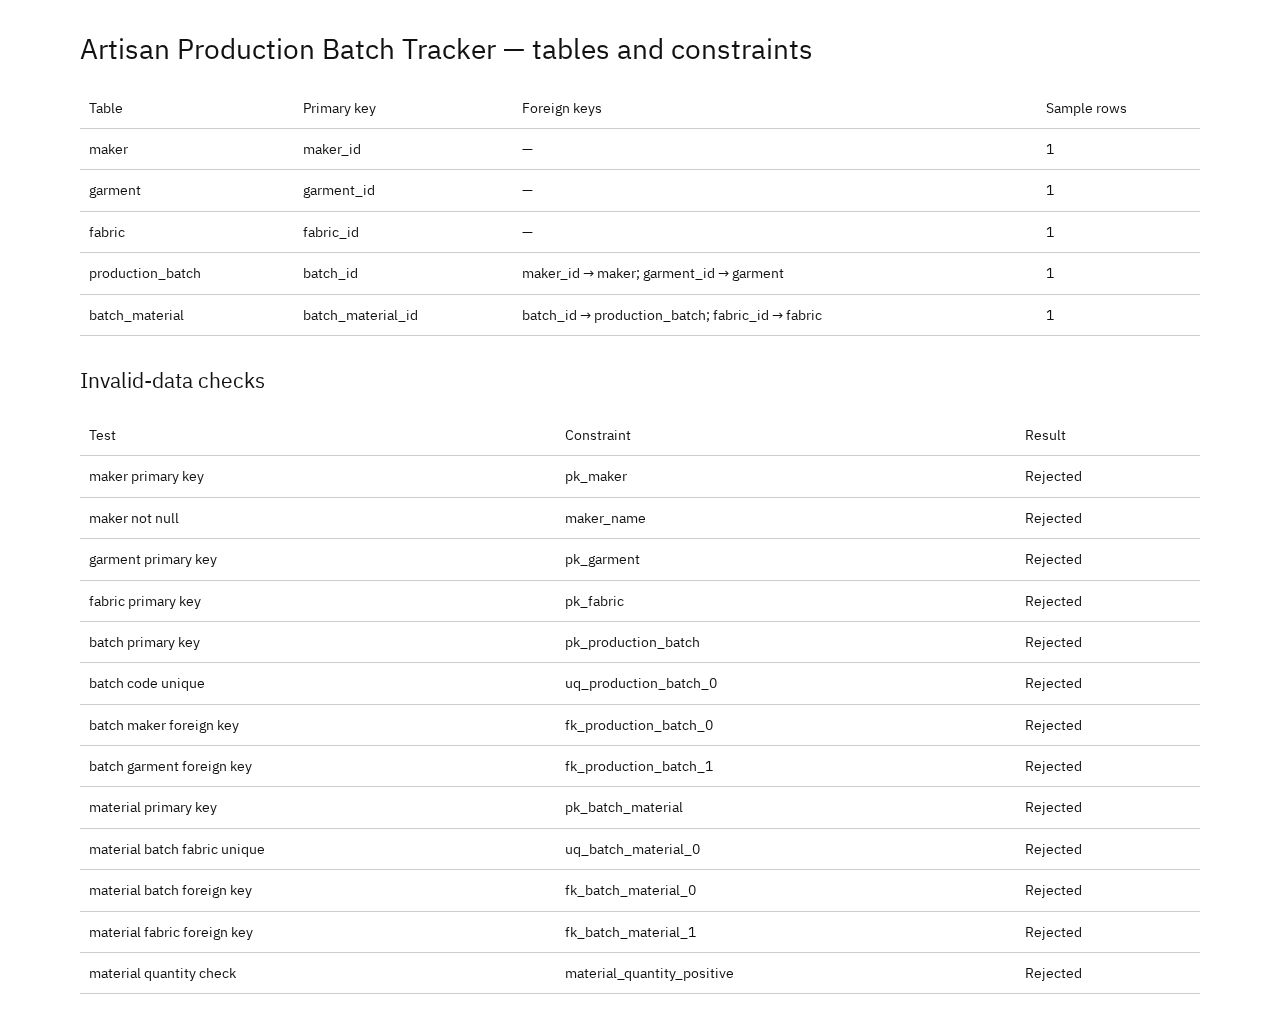 Artisan Production Batch Tracker — tables and constraints
Table Primary key Foreign keys Sample rows
maker maker_id — 1
garment garment_id — 1
fabric fabric_id — 1
production_batch batch_id maker_id → maker; garment_id → garment 1
batch_material batch_material_id batch_id → production_batch; fabric_id → fabric 1
Invalid-data checks
Test Constraint Result
maker primary key pk_maker Rejected
maker not null maker_name Rejected
garment primary key pk_garment Rejected
fabric primary key pk_fabric Rejected
batch primary key pk_production_batch Rejected
batch code unique uq_production_batch_0 Rejected
batch maker foreign key fk_production_batch_0 Rejected
batch garment foreign key fk_production_batch_1 Rejected
material primary key pk_batch_material Rejected
material batch fabric unique uq_batch_material_0 Rejected
material batch foreign key fk_batch_material_0 Rejected
material fabric foreign key fk_batch_material_1 Rejected
material quantity check material_quantity_positive Rejected